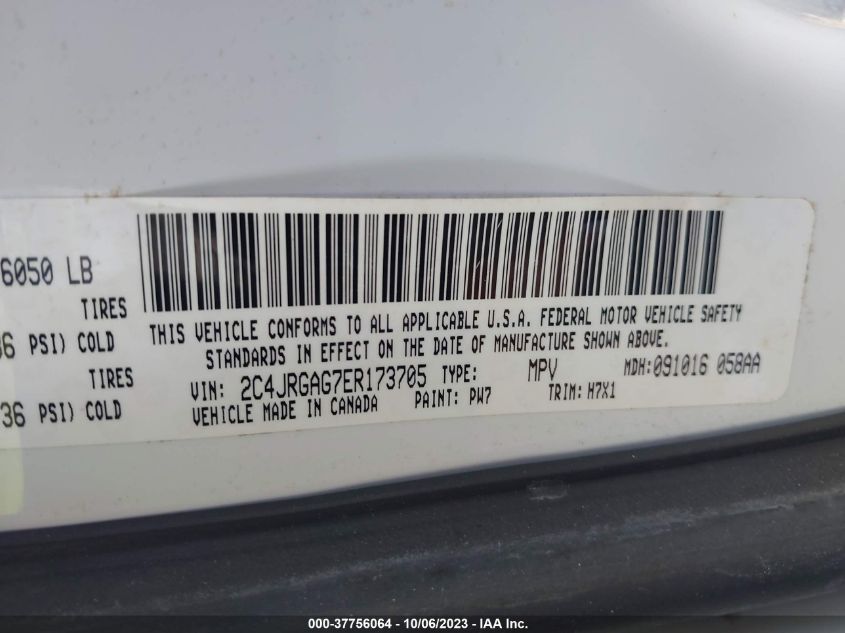 6050 LB
TIRES
36 PSI) COLD
TIRES
36 PSI) COLD
THIS VEHICLE CONFORMS TO ALL APPLICABLE U.S.A. FEDERAL MOTOR VEHICLE SAFETY
STANDARDS IN EFFECT ON THE DATE OF MANUFACTURE SHOWN ABOVE.
VIN: 2C4JRGAG7ER173705 TYPE: MPV MDH:091016 058AA
VEHICLE MADE IN CANADA PAINT: PW7 TRIM: H7X1
000-37756064 - 10/06/2023 - IAA Inc.